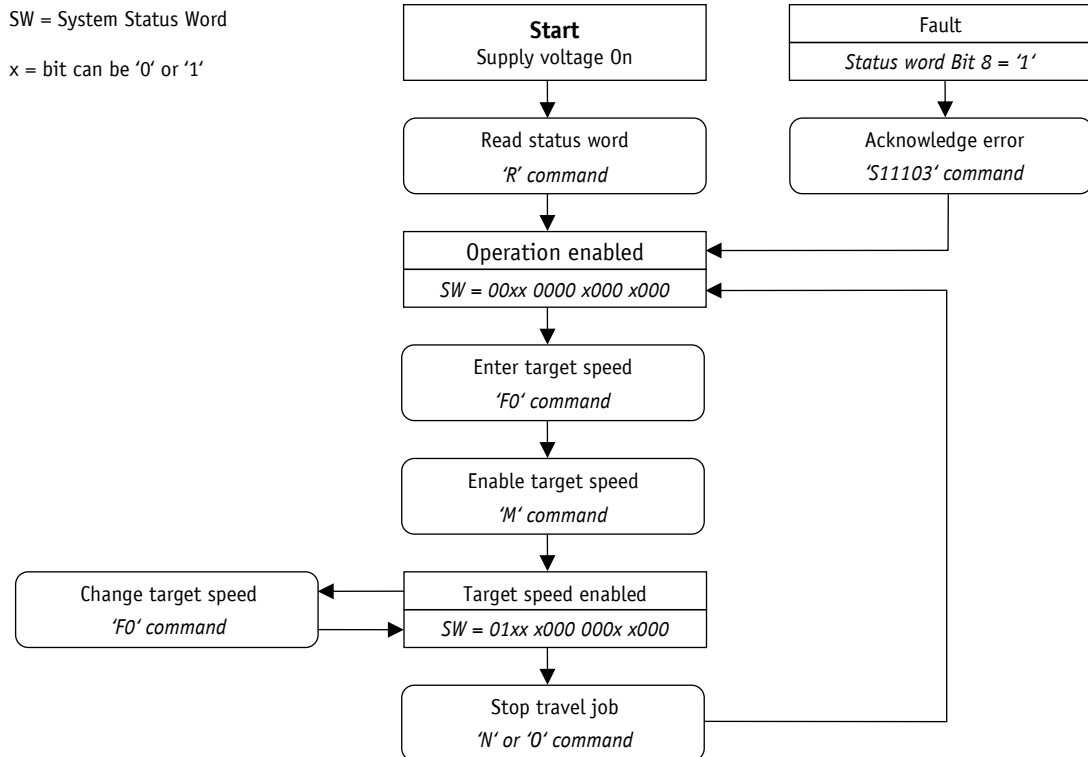 SW = System Status Word
x = bit can be ‘0’ or ‘1’
Start
Supply voltage On
Fault
Status word Bit 8 = ‘1‘
Read status word
‘R’ command
Acknowledge error
‘S11103‘ command
Operation enabled
SW = 00xx 0000 x000 x000
Enter target speed
‘F0‘ command
Enable target speed
‘M‘ command
Change target speed
‘F0‘ command
Target speed enabled
SW = 01xx x000 000x x000
Stop travel job
‘N‘ or ‘O‘ command